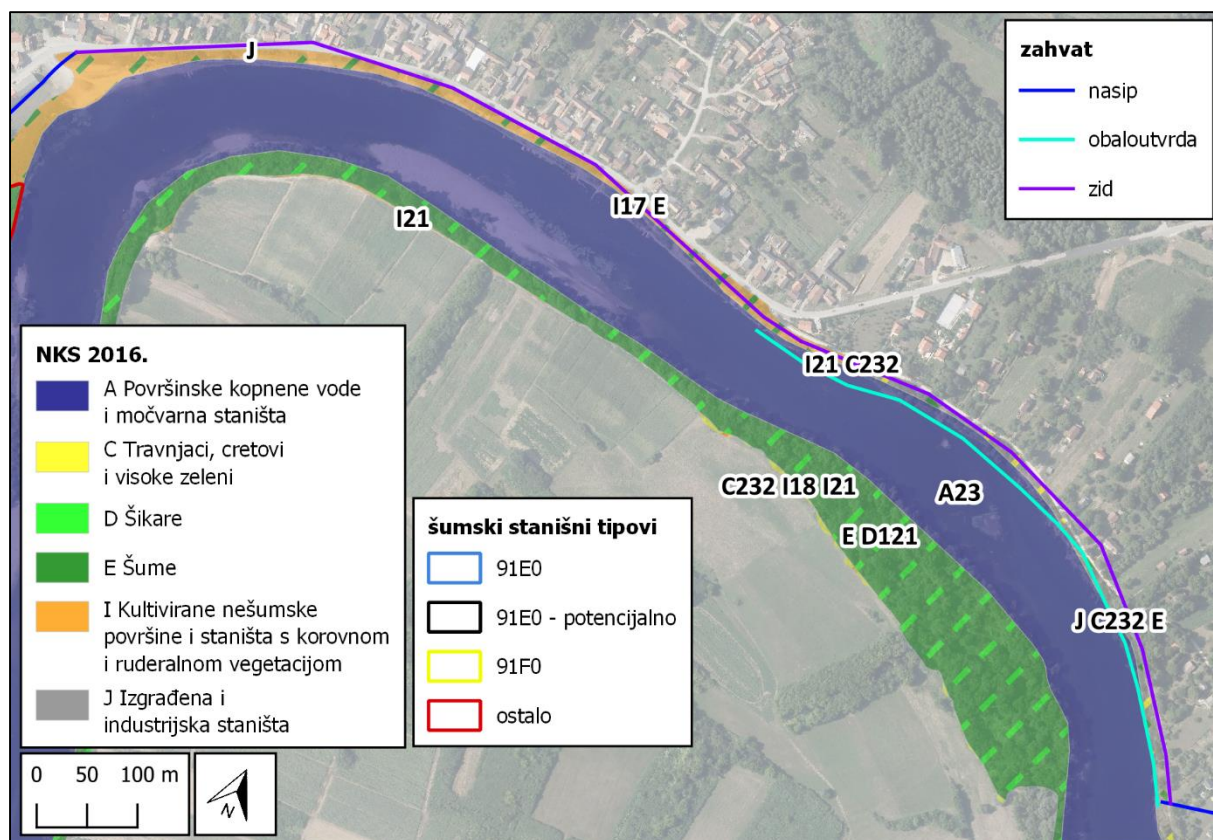 J
zahvat
nasip
obaloutvrda
zid
I17 E
I21
I21 C232
C232 I18 I21
A23
E D121
J C232 E
NKS 2016.
A Površinske kopnene vode
i močvarna staništa
C Travnjaci, cretovi
i visoke zeleni
D Šikare
E Šume
I Kultivirane nešumske
površine i staništa s korovnom
i ruderalnom vegetacijom
J Izgrađena i
industrijska staništa
šumski stanišni tipovi
91E0
91E0 - potencijalno
91F0
ostalo
0 50 100 m
N